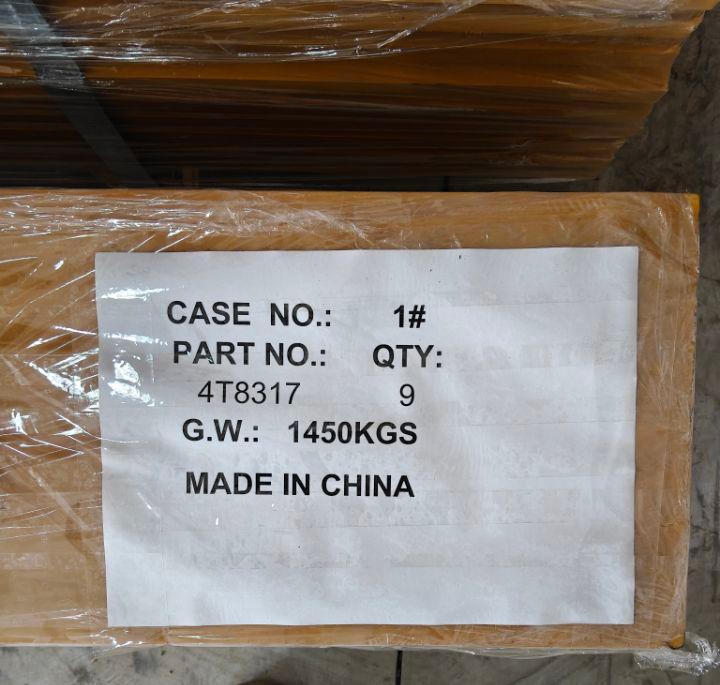 CASE NO.: 1#
PART NO.: QTY:
4T8317 9
G.W.: 1450KGS
MADE IN CHINA